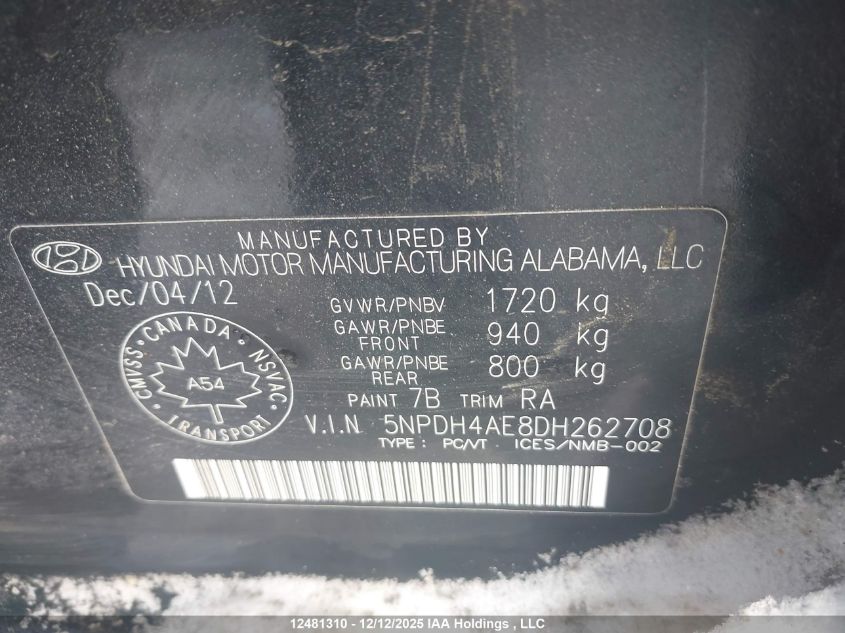 MANUFACTURED BY
HYUNDAI MOTOR MANUFACTURING ALABAMA, LLC
Dec/04/12
GVWR/PNBV 1720 kg
GAWR/PNBE FRONT 940 kg
GAWR/PNBE REAR 800 kg
PAINT 7B TRIM RA
V.I.N 5NPDH4AE8DH262708
TYPE : PC/VT ICES/NMB-002
CANADA
CMVSS · NSVAC
A54
TRANSPORT
12481310 - 12/12/2025 IAA Holdings , LLC